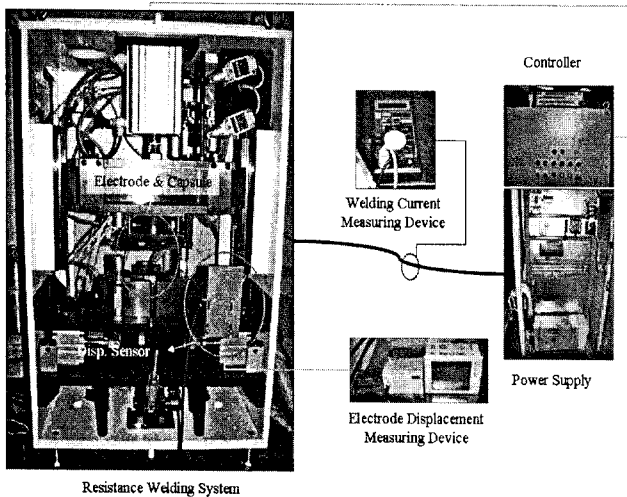 Controller
Electrode & Capsule
Welding Current
Measuring Device
Disp. Sensor
Power Supply
Electrode Displacement
Measuring Device
Resistance Welding System